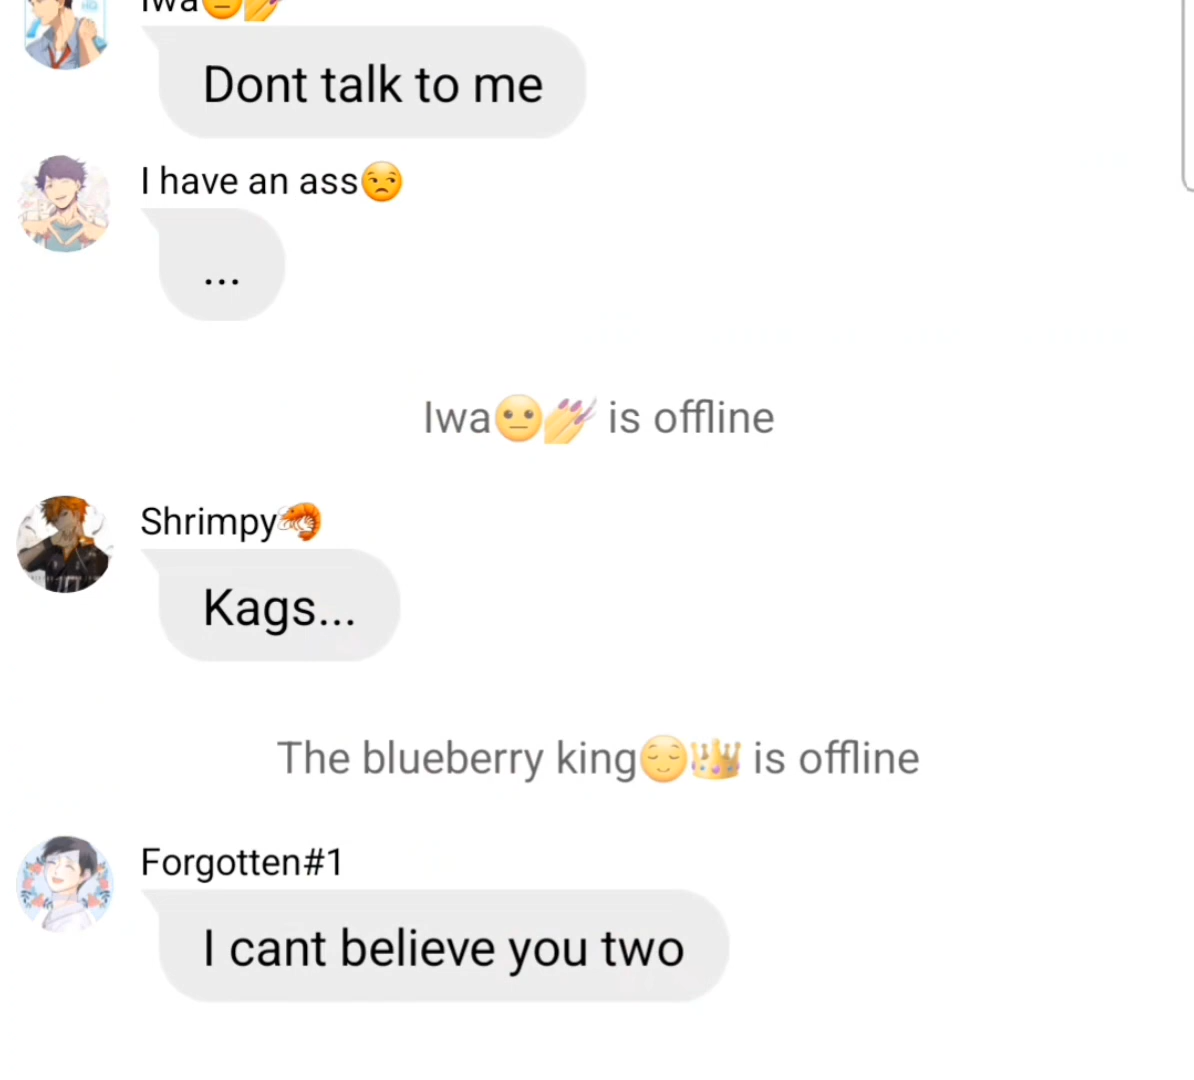 Iwa😐💅
Dont talk to me
I have an ass😒
...
Iwa😐💅 is offline
Shrimpy🦐
Kags...
The blueberry king😌👑 is offline
Forgotten#1
I cant believe you two